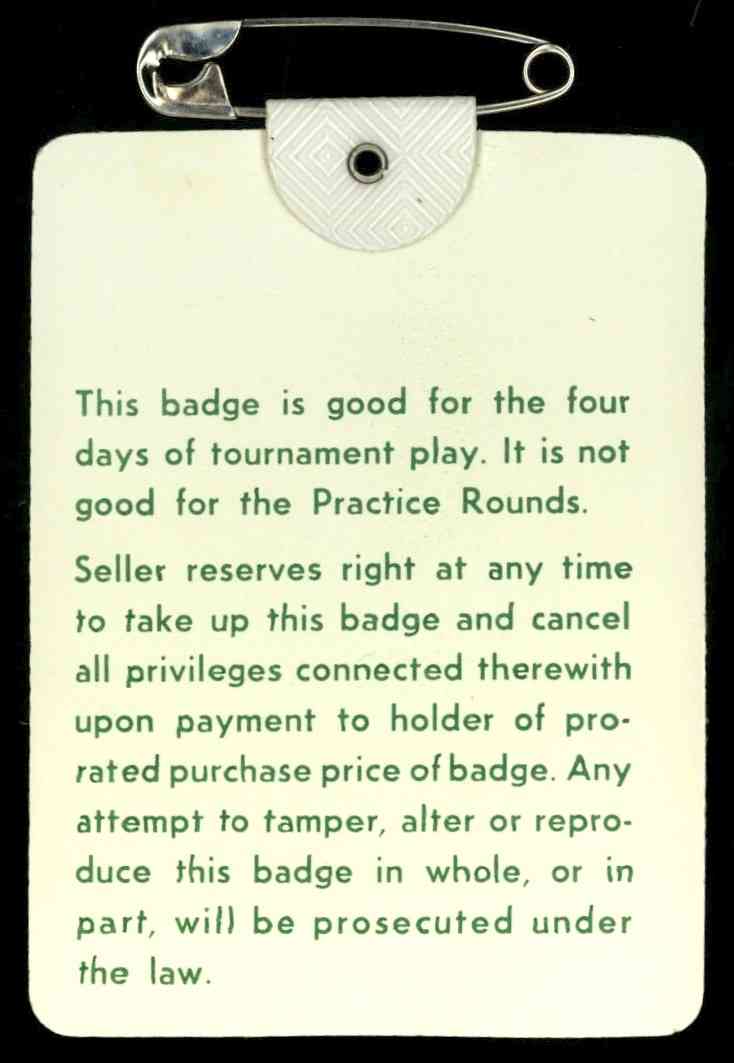 This badge is good for the four
days of tournament play. It is not
good for the Practice Rounds.
Seller reserves right at any time
to take up this badge and cancel
all privileges connected therewith
upon payment to holder of pro-
rated purchase price of badge. Any
attempt to tamper, alter or repro-
duce this badge in whole, or in
part, will be prosecuted under
the law.